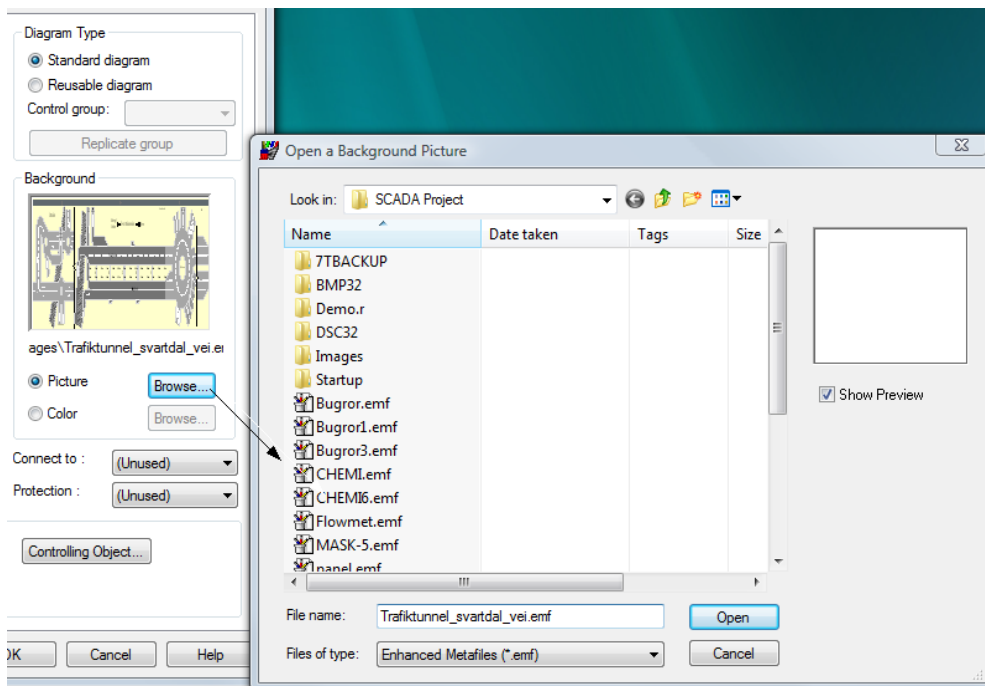 Diagram Type
Standard diagram
Reusable diagram
Control group:
Replicate group
Background
ages\Trafiktunnel_svartdal_vei.er
Picture
Browse...
Color
Browse...
Connect to :
(Unused)
Protection :
(Unused)
Controlling Object...
OK
Cancel
Help
Open a Background Picture
Look in:
SCADA Project
Name
Date taken
Tags
Size
7TBACKUP
BMP32
Demo.r
DSC32
Images
Startup
Bugror.emf
Bugror1.emf
Bugror3.emf
CHEMI.emf
CHEMI6.emf
Flowmet.emf
MASK-5.emf
panel.emf
Show Preview
File name:
Trafiktunnel_svartdal_vei.emf
Open
Files of type:
Enhanced Metafiles (*.emf)
Cancel